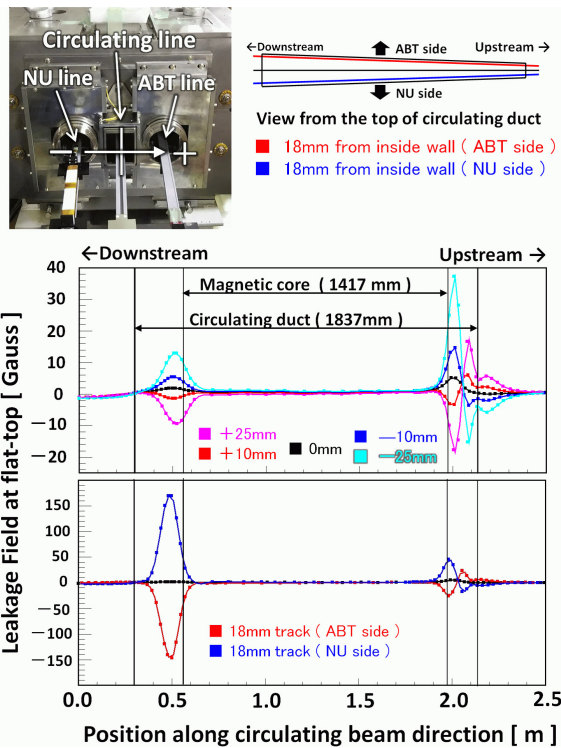 Circulating line
NU line
ABT line
←Downstream
ABT side
Upstream →
NU side
View from the top of circulating duct
18mm from inside wall ( ABT side )
18mm from inside wall ( NU side )
←Downstream
Upstream →
Leakage Field at flat-top [ Gauss]
40
30
20
10
0
−10
−20
Magnetic core ( 1417 mm )
Circulating duct ( 1837mm )
+25mm
+10mm
0mm
—10mm
—25mm
150
100
50
0
−50
−100
−150
18mm track ( ABT side )
18mm track ( NU side )
0.0
0.5
1.0
1.5
2.0
2.5
Position along circulating beam direction [ m ]